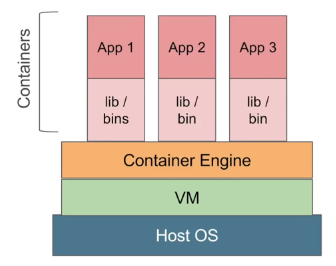 Containers
App 1
App 2
App 3
lib /
bins
lib /
bin
lib /
bin
Container Engine
VM
Host OS